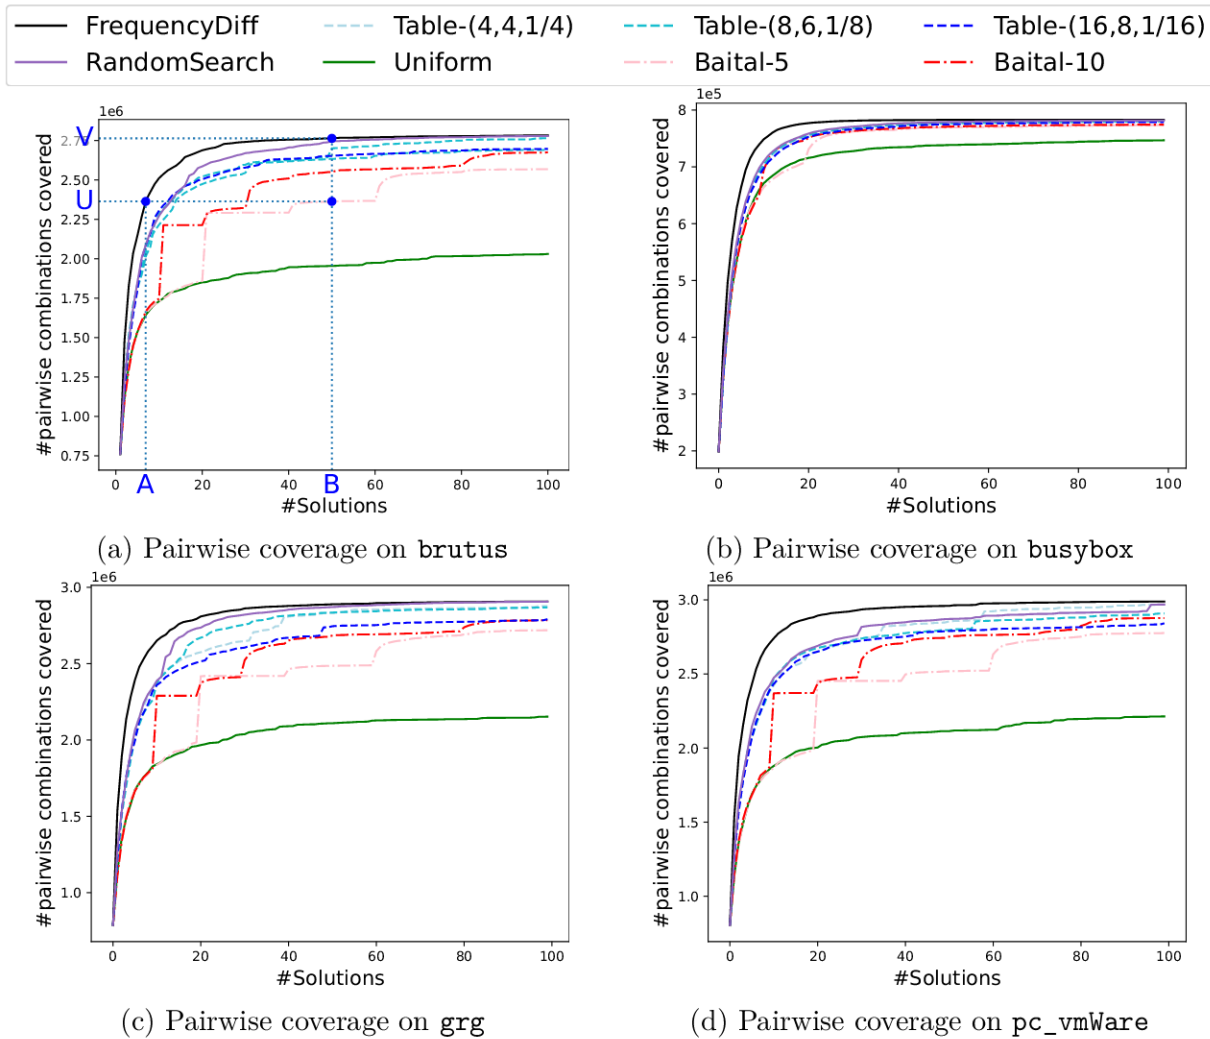 FrequencyDiff Table-(4,4,1/4) Table-(8,6,1/8) Table-(16,8,1/16)
RandomSearch Uniform Baital-5 Baital-10
1e6
#pairwise combinations covered
V
2.50
U
2.25
2.00
1.75
1.50
1.25
1.00
0.75
0 20 40 60 80 100
A B
#Solutions
(a) Pairwise coverage on brutus
1e5
#pairwise combinations covered
8
7
6
5
4
3
2
0 20 40 60 80 100
#Solutions
(b) Pairwise coverage on busybox
1e6
#pairwise combinations covered
3.0
2.5
2.0
1.5
1.0
0 20 40 60 80 100
#Solutions
(c) Pairwise coverage on grg
1e6
#pairwise combinations covered
3.0
2.5
2.0
1.5
1.0
0 20 40 60 80 100
#Solutions
(d) Pairwise coverage on pc_vmWare